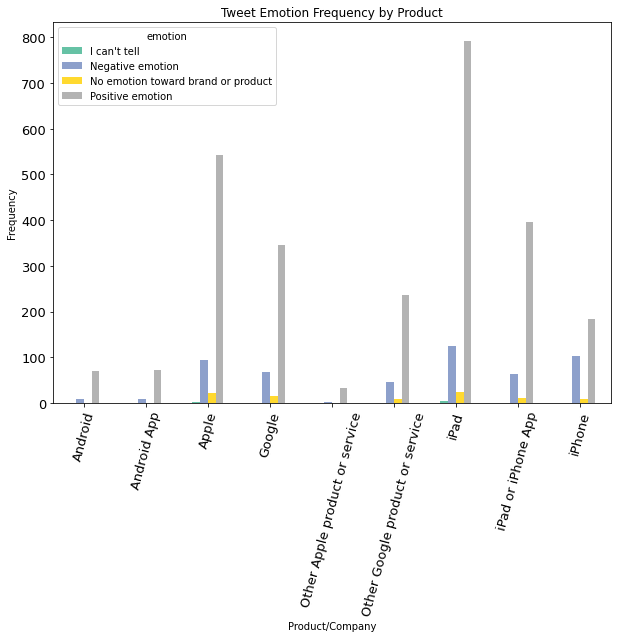 Tweet Emotion Frequency by Product
emotion
I can't tell
Negative emotion
No emotion toward brand or product
Positive emotion
Frequency
800
700
600
500
400
300
200
100
0
Android
Android App
Apple
Google
Other Apple product or service
Other Google product or service
iPad
iPad or iPhone App
iPhone
Product/Company